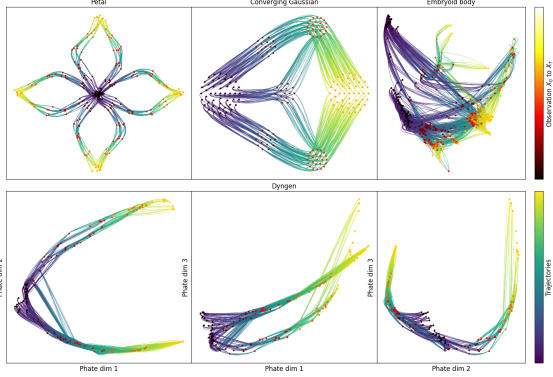 Petal
Converging Gaussian
Embryoid body
Observation X₀ to X_T
Dyngen
Phate dim 2
Phate dim 1
Phate dim 3
Phate dim 1
Phate dim 3
Phate dim 2
Trajectories